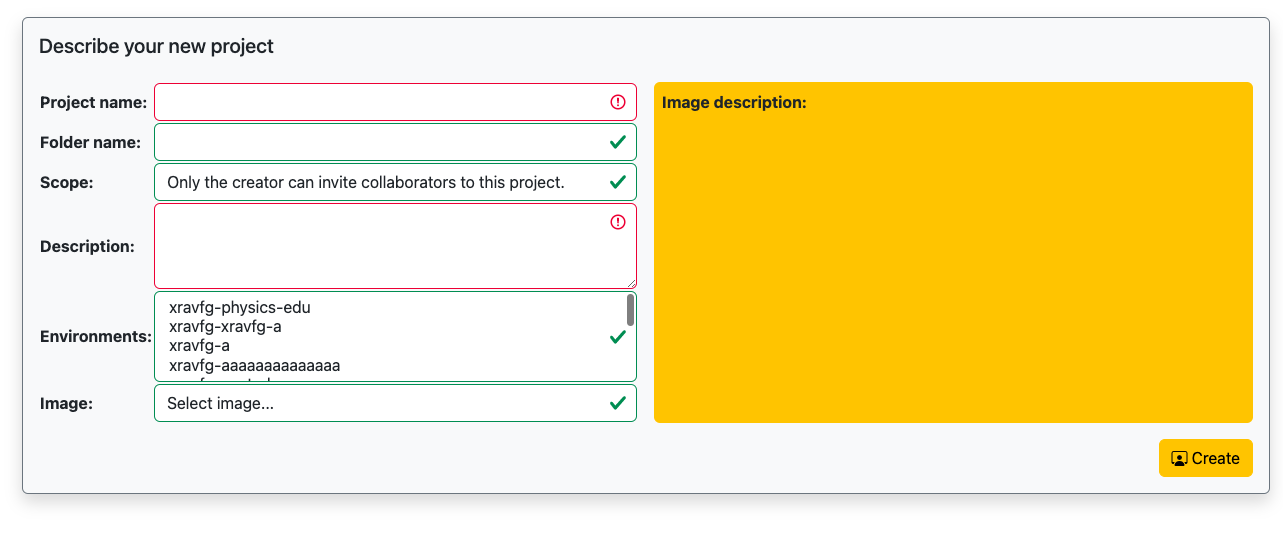 Describe your new project
Project name:
Folder name:
Scope:
Only the creator can invite collaborators to this project.
Description:
Environments:
xravfg-physics-edu
xravfg-xravfg-a
xravfg-a
xravfg-aaaaaaaaaaaaaa
Image:
Select image...
Image description:
Create